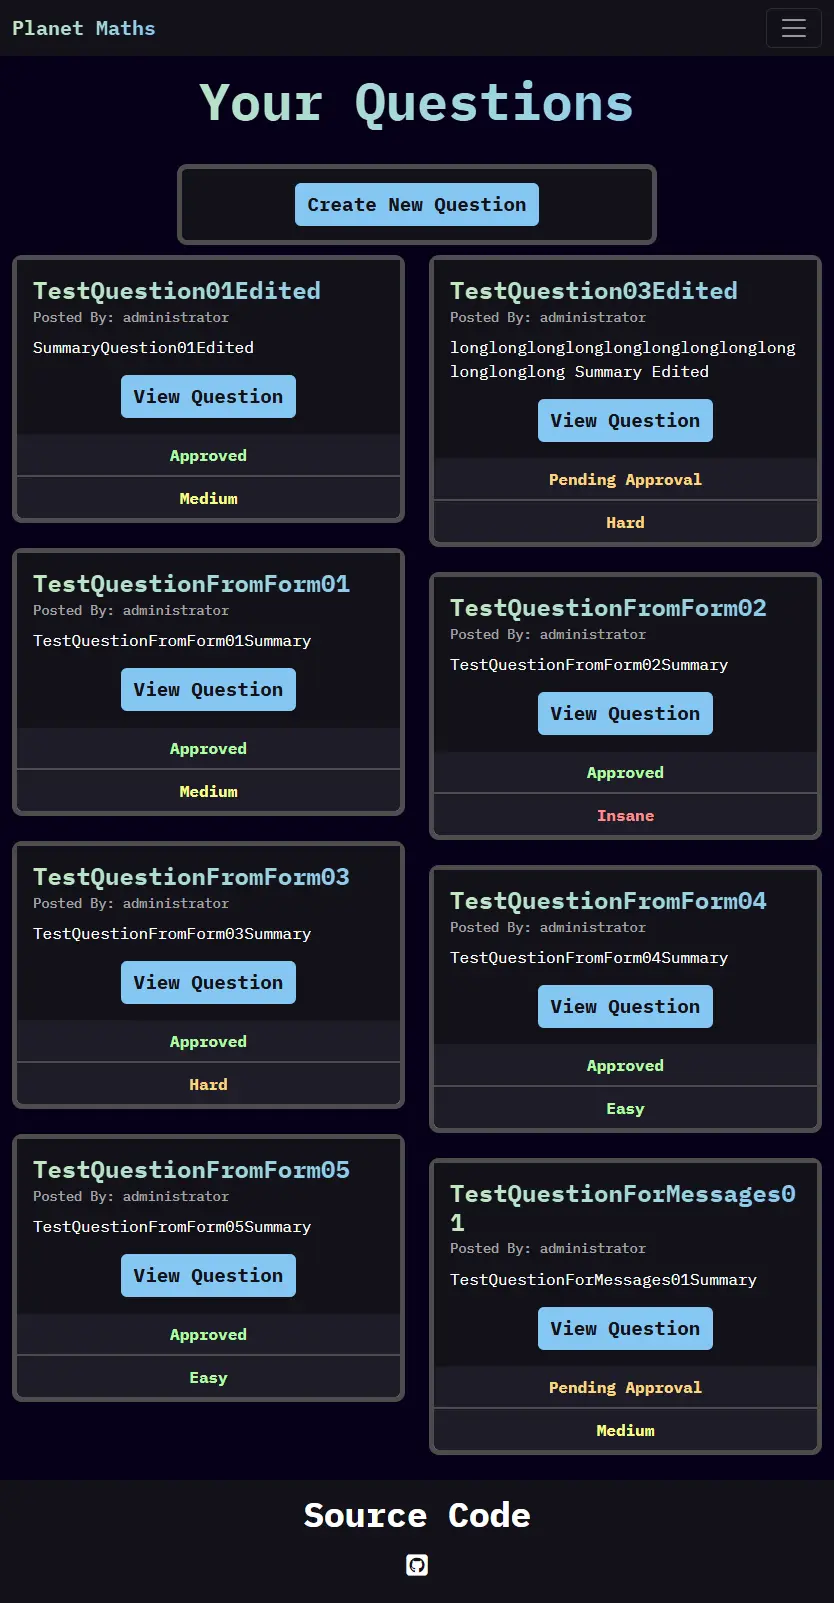 Planet Maths
Your Questions
Create New Question
TestQuestion01Edited
Posted By: administrator
SummaryQuestion01Edited
View Question
Approved
Medium
TestQuestion03Edited
Posted By: administrator
longlonglonglonglonglonglonglonglong
longlonglong Summary Edited
View Question
Pending Approval
Hard
TestQuestionFromForm01
Posted By: administrator
TestQuestionFromForm01Summary
View Question
Approved
Medium
TestQuestionFromForm02
Posted By: administrator
TestQuestionFromForm02Summary
View Question
Approved
Insane
TestQuestionFromForm03
Posted By: administrator
TestQuestionFromForm03Summary
View Question
Approved
Hard
TestQuestionFromForm04
Posted By: administrator
TestQuestionFromForm04Summary
View Question
Approved
Easy
TestQuestionFromForm05
Posted By: administrator
TestQuestionFromForm05Summary
View Question
Approved
Easy
TestQuestionForMessages0
1
Posted By: administrator
TestQuestionForMessages01Summary
View Question
Pending Approval
Medium
Source Code